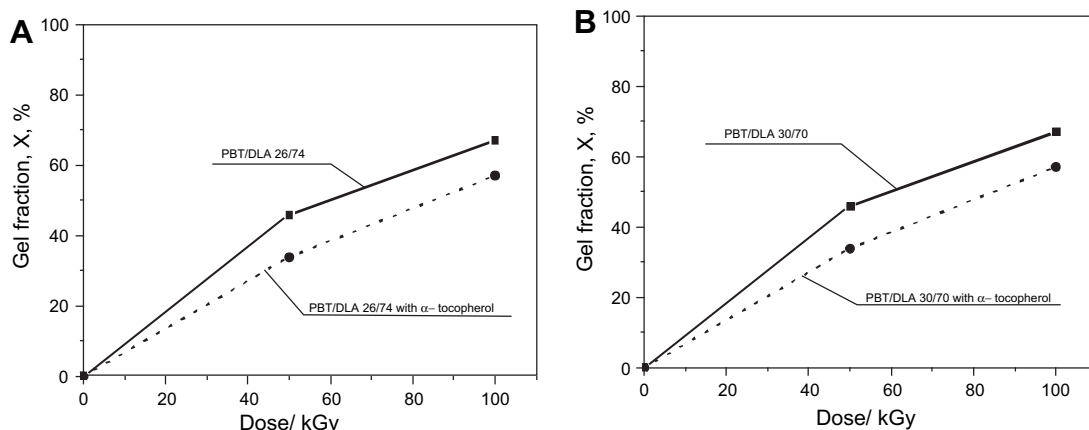 A
100
80
60
40
20
0
Gel fraction, X, %
PBT/DLA 26/74
PBT/DLA 26/74 with α– tocopherol
0 20 40 60 80 100
Dose/ kGy
B
100
80
60
40
20
0
Gel fraction, X, %
PBT/DLA 30/70
PBT/DLA 30/70 with α– tocopherol
0 20 40 60 80 100
Dose/ kGy